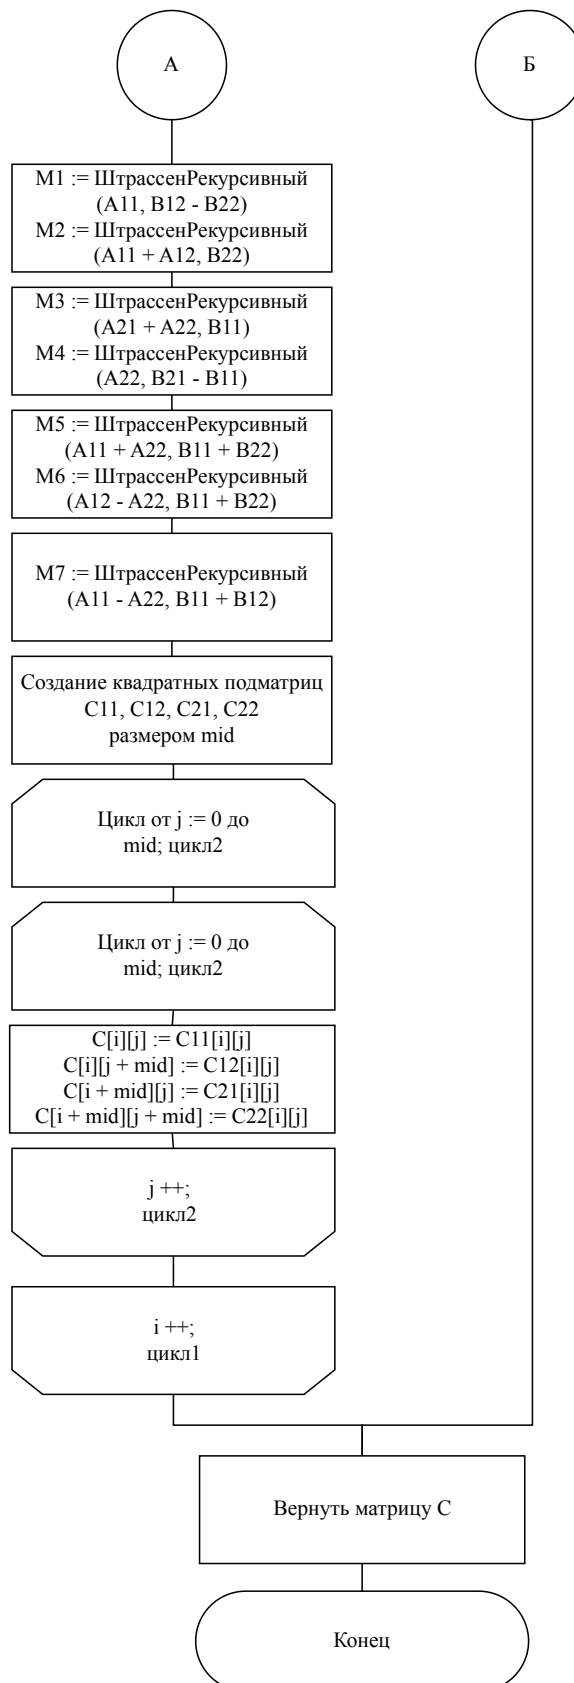 А
Б
M1 := ШтрассенРекурсивный
(A11, B12 - B22)
M2 := ШтрассенРекурсивный
(A11 + A12, B22)
M3 := ШтрассенРекурсивный
(A21 + A22, B11)
M4 := ШтрассенРекурсивный
(A22, B21 - B11)
M5 := ШтрассенРекурсивный
(A11 + A22, B11 + B22)
M6 := ШтрассенРекурсивный
(A12 - A22, B11 + B22)
M7 := ШтрассенРекурсивный
(A11 - A22, B11 + B12)
Создание квадратных подматриц
C11, C12, C21, C22
размером mid
Цикл от j := 0 до
mid; цикл2
Цикл от j := 0 до
mid; цикл2
C[i][j] := C11[i][j]
C[i][j + mid] := C12[i][j]
C[i + mid][j] := C21[i][j]
C[i + mid][j + mid] := C22[i][j]
j ++;
цикл2
i ++;
цикл1
Вернуть матрицу C
Конец